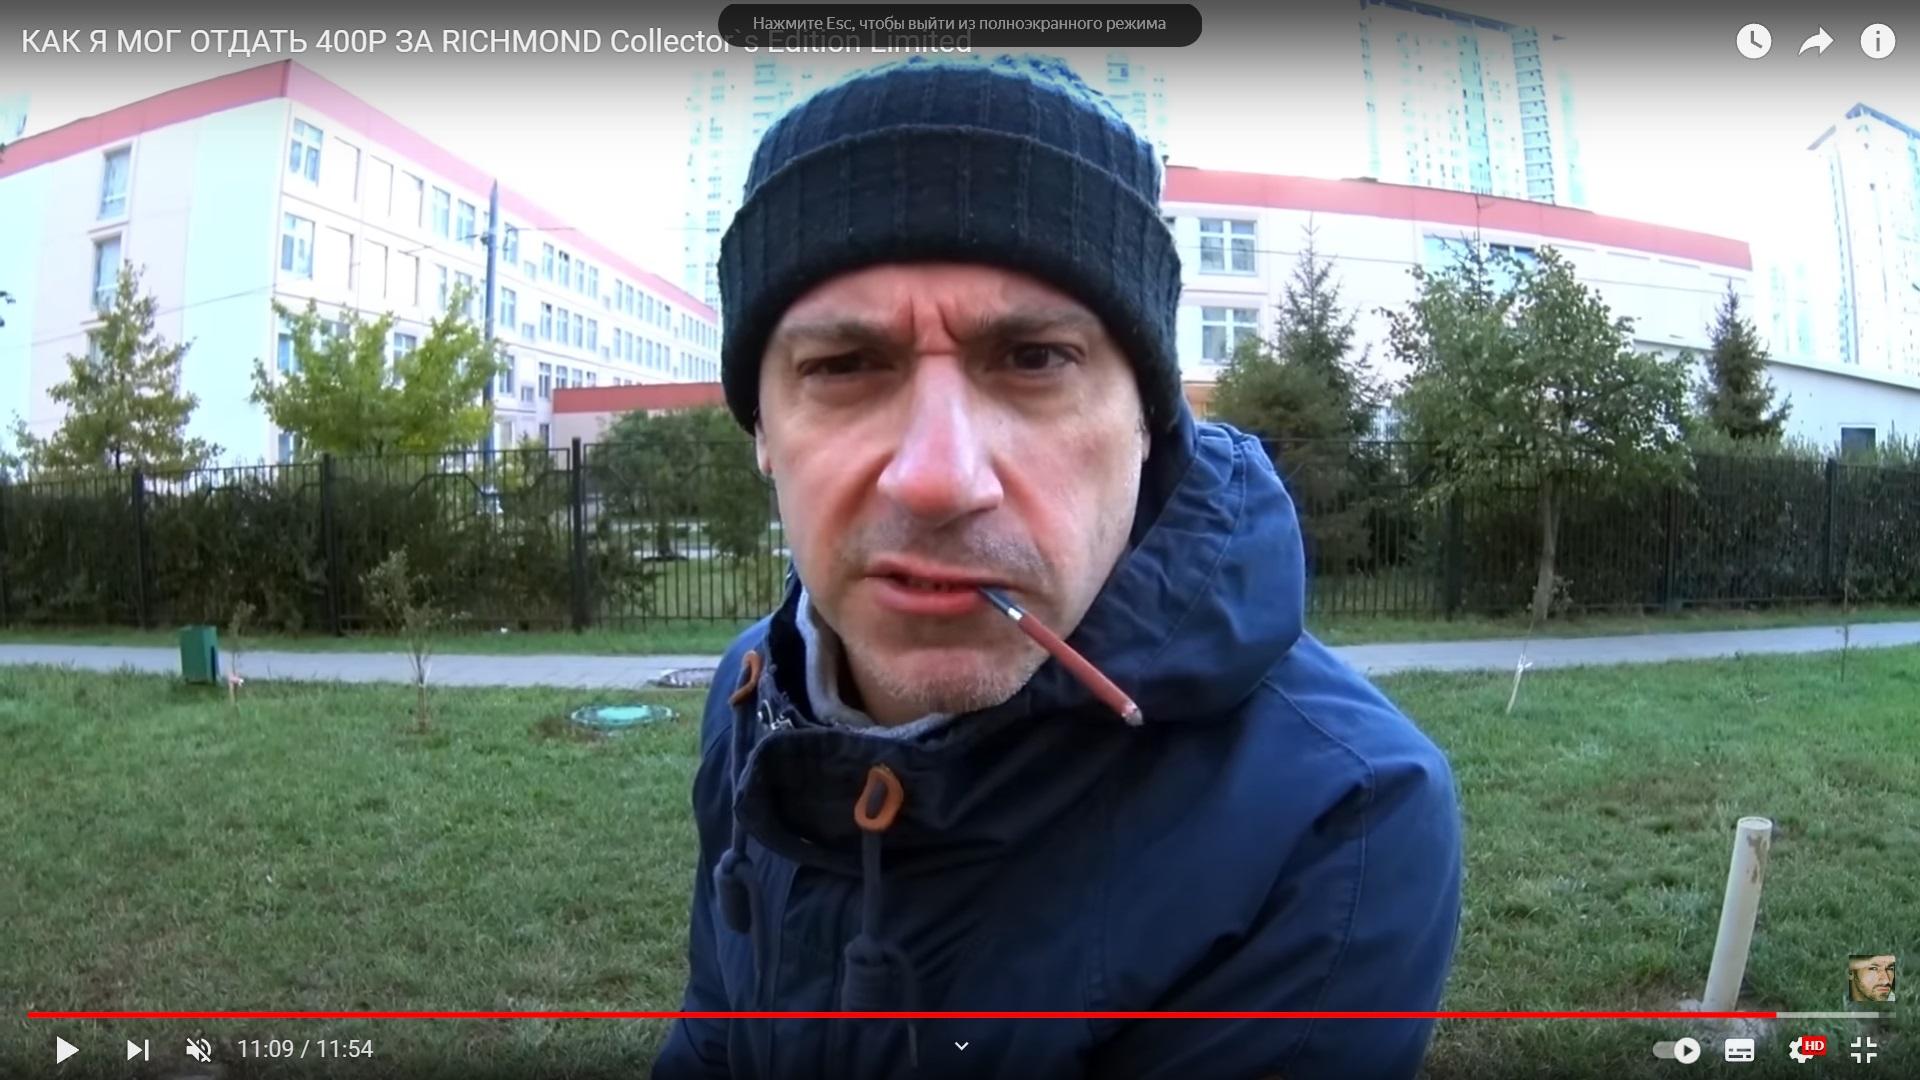 Нажмите Esc, чтобы выйти из полноэкранного режима
КАК Я МОГ ОТДАТЬ 400Р ЗА RICHMOND Collector`s Edition Limited
11:09 / 11:54
HD